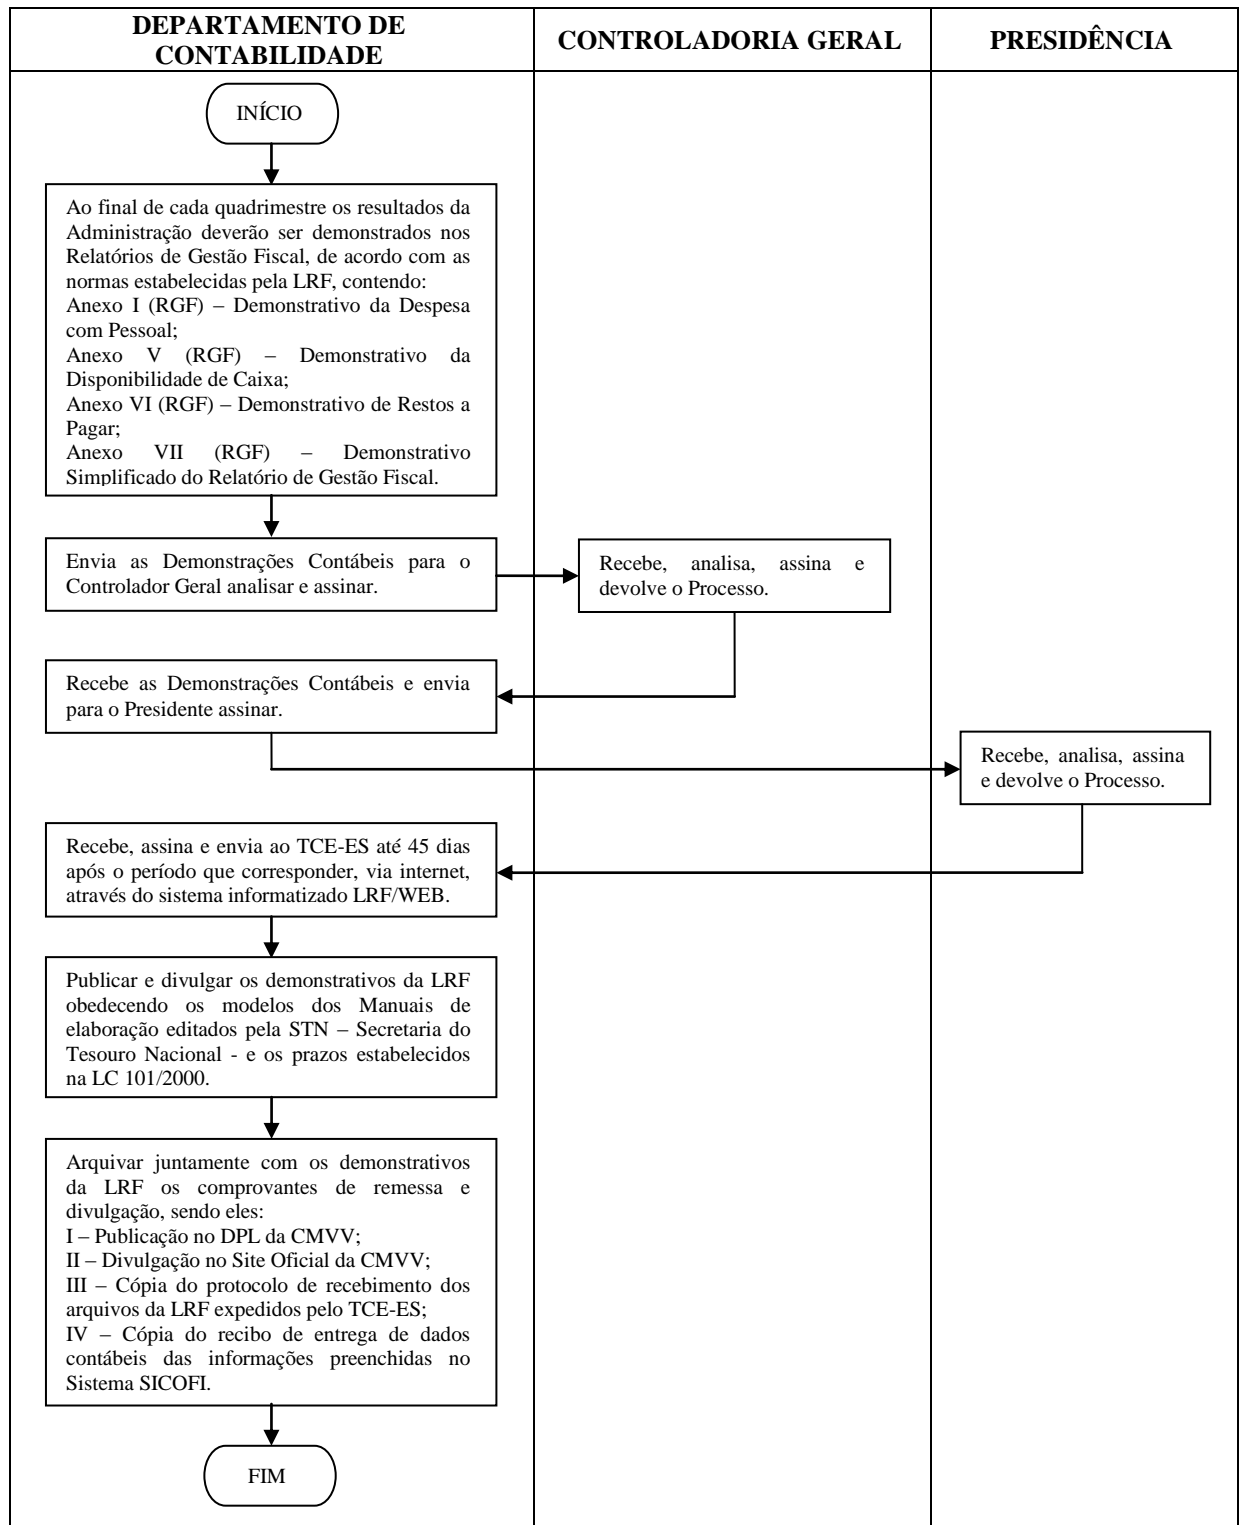 DEPARTAMENTO DE
CONTABILIDADE
CONTROLADORIA GERAL
PRESIDÊNCIA
INÍCIO
Ao final de cada quadrimestre os resultados da
Administração deverão ser demonstrados nos
Relatórios de Gestão Fiscal, de acordo com as
normas estabelecidas pela LRF, contendo:
Anexo I (RGF) – Demonstrativo da Despesa
com Pessoal;
Anexo V (RGF) – Demonstrativo da
Disponibilidade de Caixa;
Anexo VI (RGF) – Demonstrativo de Restos a
Pagar;
Anexo VII (RGF) – Demonstrativo
Simplificado do Relatório de Gestão Fiscal.
Envia as Demonstrações Contábeis para o
Controlador Geral analisar e assinar.
Recebe, analisa, assina e
devolve o Processo.
Recebe as Demonstrações Contábeis e envia
para o Presidente assinar.
Recebe, analisa, assina
e devolve o Processo.
Recebe, assina e envia ao TCE-ES até 45 dias
após o período que corresponder, via internet,
através do sistema informatizado LRF/WEB.
Publicar e divulgar os demonstrativos da LRF
obedecendo os modelos dos Manuais de
elaboração editados pela STN – Secretaria do
Tesouro Nacional - e os prazos estabelecidos
na LC 101/2000.
Arquivar juntamente com os demonstrativos
da LRF os comprovantes de remessa e
divulgação, sendo eles:
I – Publicação no DPL da CMVV;
II – Divulgação no Site Oficial da CMVV;
III – Cópia do protocolo de recebimento dos
arquivos da LRF expedidos pelo TCE-ES;
IV – Cópia do recibo de entrega de dados
contábeis das informações preenchidas no
Sistema SICOFI.
FIM